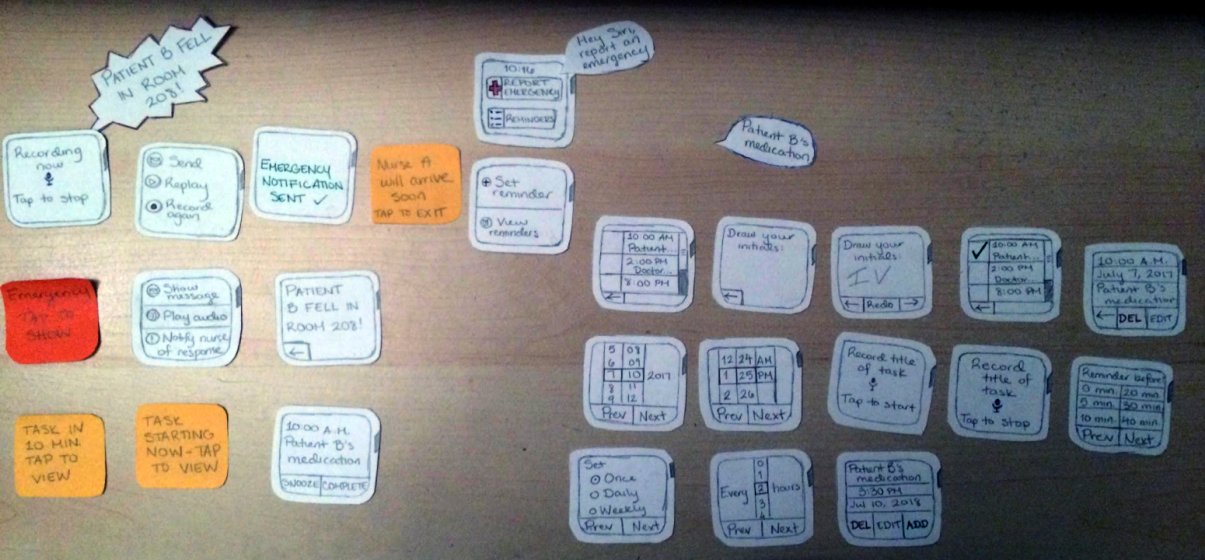 PATIENT B FELL
IN ROOM
208!
Recording
now
Tap to stop
Send
Replay
Record
again
EMERGENCY
NOTIFICATION
SENT ✓
Nurse A
will arrive
soon
TAP TO EXIT
Hey Siri,
report an
emergency
10:16
REPORT
EMERGENCY
REMINDERS
Set
reminder
View
reminders
Patient B's
medication
10:00 AM
Patient...
2:00 PM
Doctor...
8:00 PM
←
Draw your
initials:
←
Draw your
initials:
IV
← Redo →
✓ 10:00 AM
Patient...
2:00 PM
Doctor...
8:00 PM
←
10:00 A.M.
July 7, 2017
Patient B's
medication
← DEL EDIT
Emergency
TAP TO
SHOW
Show
message
Play audio
Notify nurse
of response
PATIENT
B FELL IN
ROOM 208!
←
5 08
6 09
7 10 2017
8 11
9 12
Prev Next
12 24 AM
1 25 PM
2 26
Prev Next
Record title
of task
Tap to start
Record
title of
task
Tap to stop
Reminder before:
0 min. 20 min.
5 min. 30 min.
10 min. 40 min.
Prev Next
TASK IN
10 MIN.
TAP TO
VIEW
TASK
STARTING
NOW-TAP
TO VIEW
10:00 A.M.
Patient B's
medication
SNOOZE COMPLETE
Set
Once
Daily
Weekly
Prev Next
0
1
Every 2 hours
3
4
Prev Next
Patient B's
medication
3:30 PM
Jul 10, 2018
DEL EDIT ADD